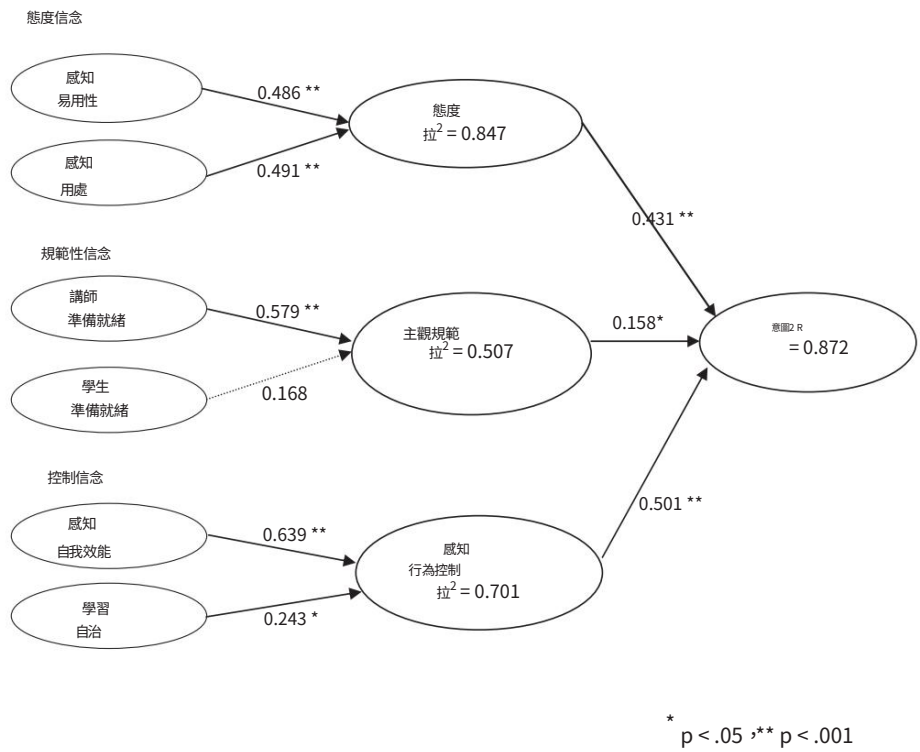 態度信念
感知
易用性
0.486 **
態度
拉² = 0.847
感知
用處
0.491 **
0.431 **
規範性信念
講師
準備就緒
0.579 **
主觀規範
拉² = 0.507
0.158*
意圖2 R
= 0.872
學生
準備就緒
0.168
控制信念
感知
自我效能
0.639 **
感知
行為控制
拉² = 0.701
0.501 **
學習
自治
0.243 *
* p < .05 ,** p < .001